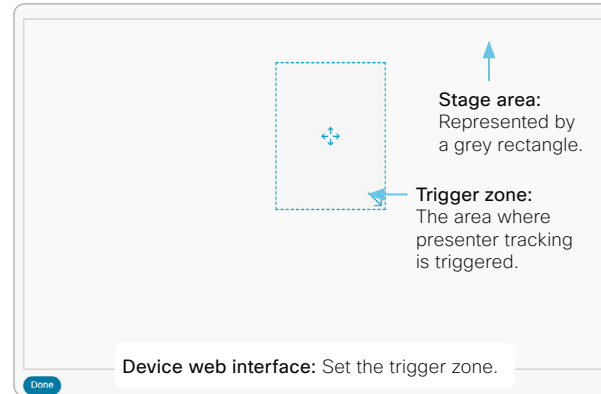 Stage area:
Represented by
a grey rectangle.
Trigger zone:
The area where
presenter tracking
is triggered.
Device web interface: Set the trigger zone.
Done